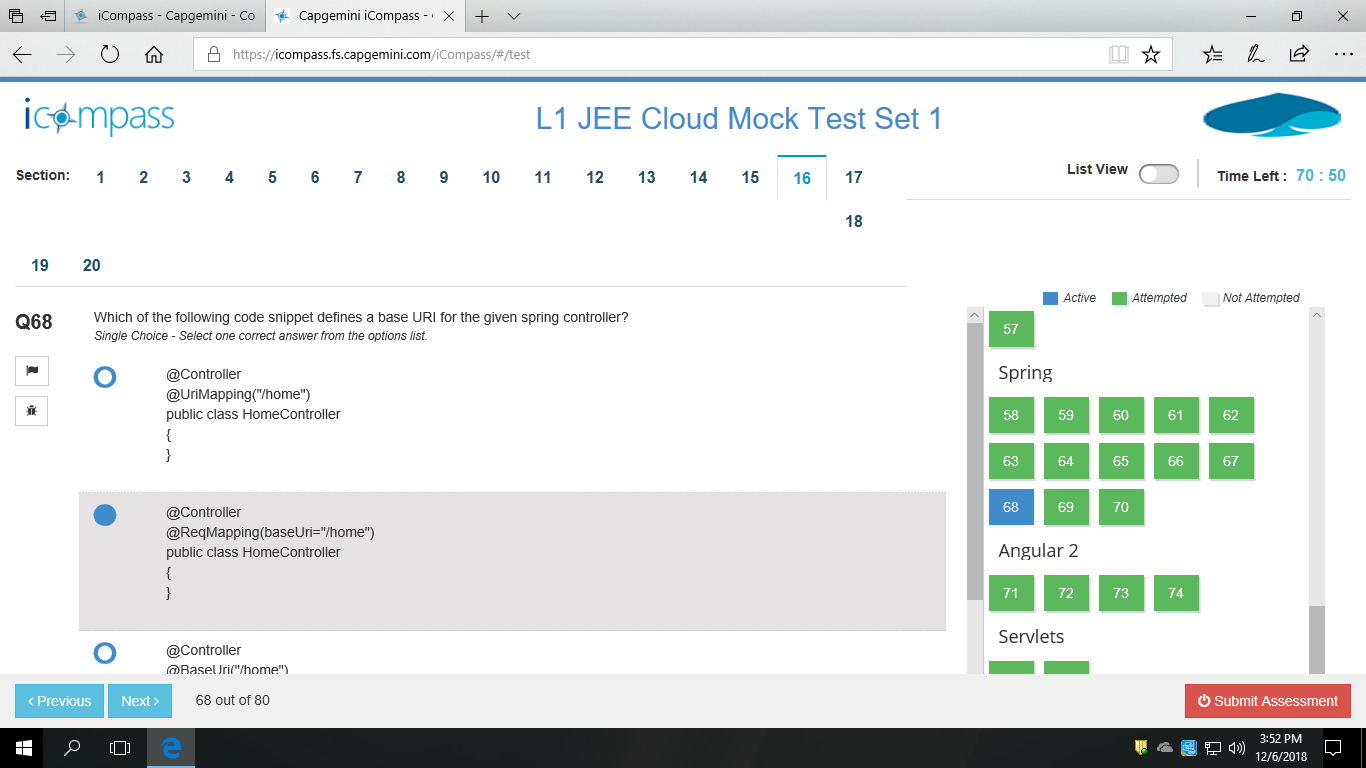 iCompass - Capgemini - Co
Capgemini iCompass -
https://icompass.fs.capgemini.com/iCompass/#/test
icompass
L1 JEE Cloud Mock Test Set 1
Section: 1 2 3 4 5 6 7 8 9 10 11 12 13 14 15 16 17
18
19 20
List View
Time Left : 70 : 50
Active Attempted Not Attempted
Q68
Which of the following code snippet defines a base URI for the given spring controller?
Single Choice - Select one correct answer from the options list.
@Controller
@UriMapping("/home")
public class HomeController
{
}
@Controller
@ReqMapping(baseUri="/home")
public class HomeController
{
}
@Controller
@BaseUri("/home")
57
Spring
58 59 60 61 62
63 64 65 66 67
68 69 70
Angular 2
71 72 73 74
Servlets
< Previous
Next >
68 out of 80
Submit Assessment
3:52 PM
12/6/2018